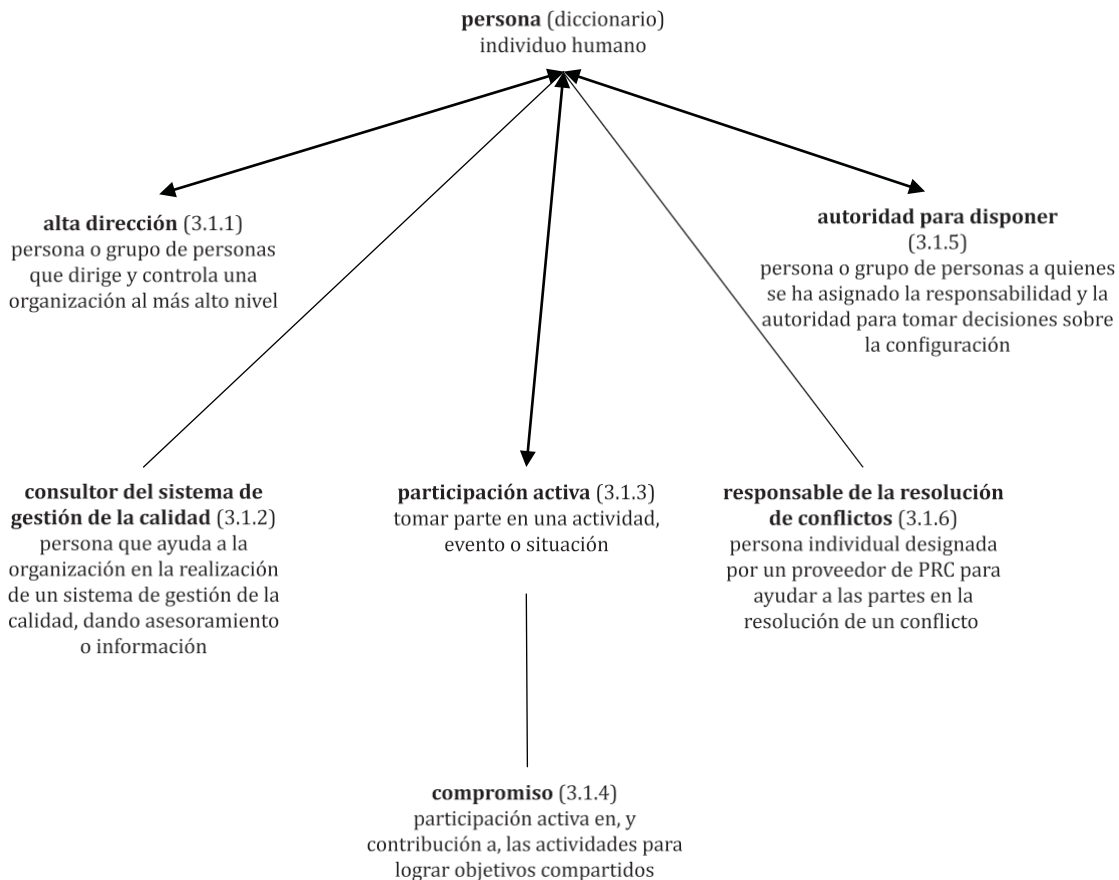 persona (diccionario)
individuo humano
alta dirección (3.1.1)
persona o grupo de personas
que dirige y controla una
organización al más alto nivel
autoridad para disponer
(3.1.5)
persona o grupo de personas a quienes
se ha asignado la responsabilidad y la
autoridad para tomar decisiones sobre
la configuración
consultor del sistema de
gestión de la calidad (3.1.2)
persona que ayuda a la
organización en la realización
de un sistema de gestión de la
calidad, dando asesoramiento
o información
participación activa (3.1.3)
tomar parte en una actividad,
evento o situación
responsable de la resolución
de conflictos (3.1.6)
persona individual designada
por un proveedor de PRC para
ayudar a las partes en la
resolución de un conflicto
compromiso (3.1.4)
participación activa en, y
contribución a, las actividades para
lograr objetivos compartidos